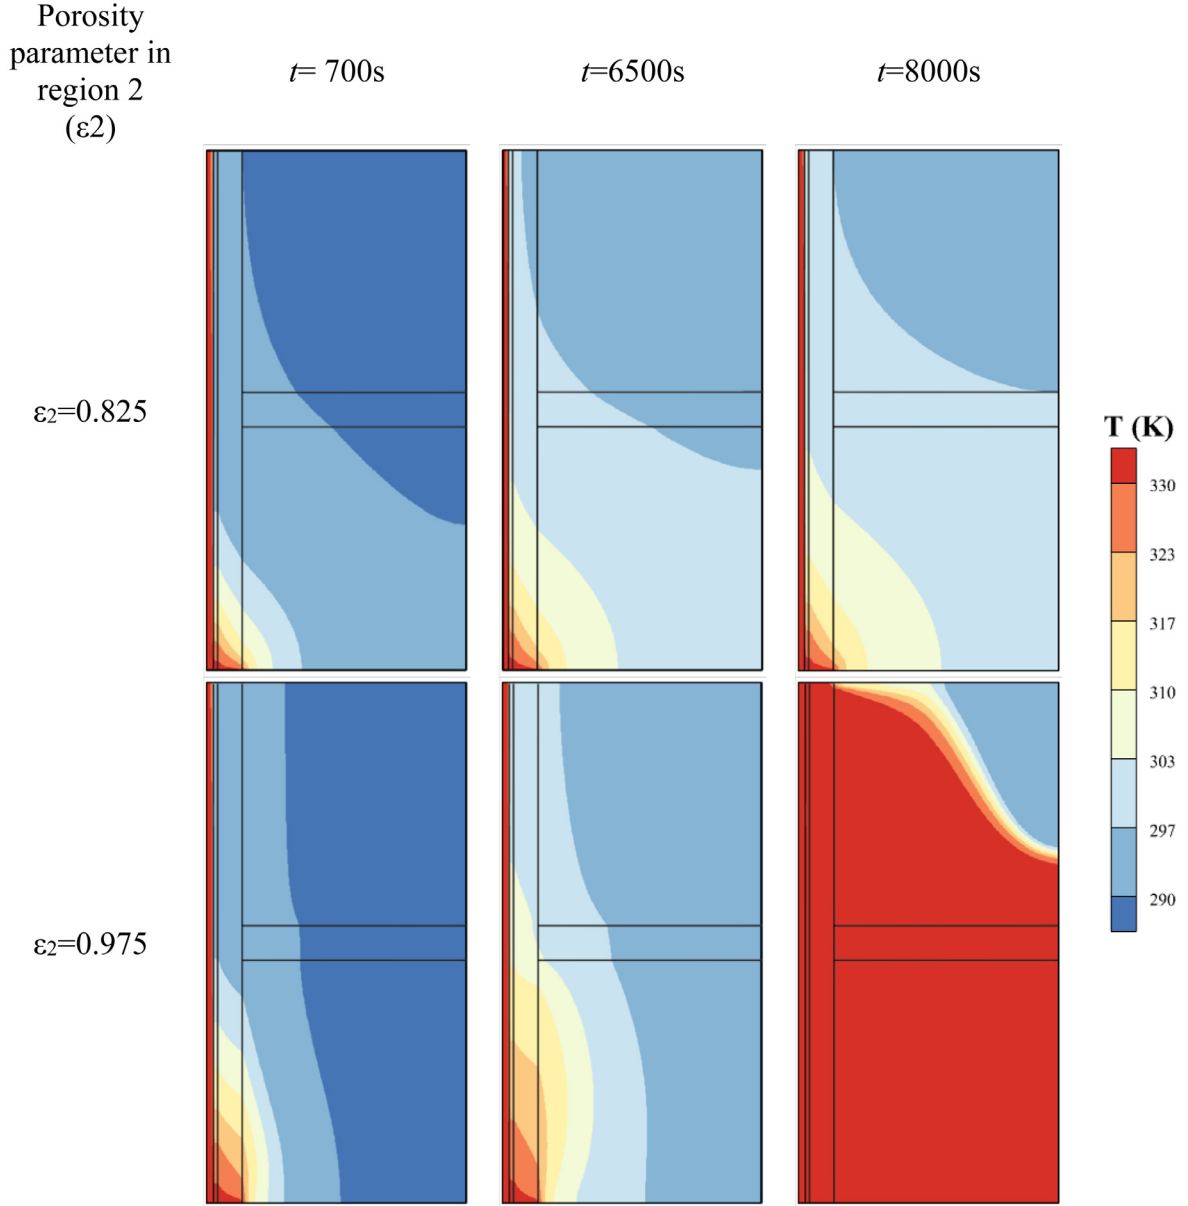 Porosity
parameter in
region 2
(ε2)
t= 700s
t=6500s
t=8000s
ε₂=0.825
ε₂=0.975
T (K)
330
323
317
310
303
297
290